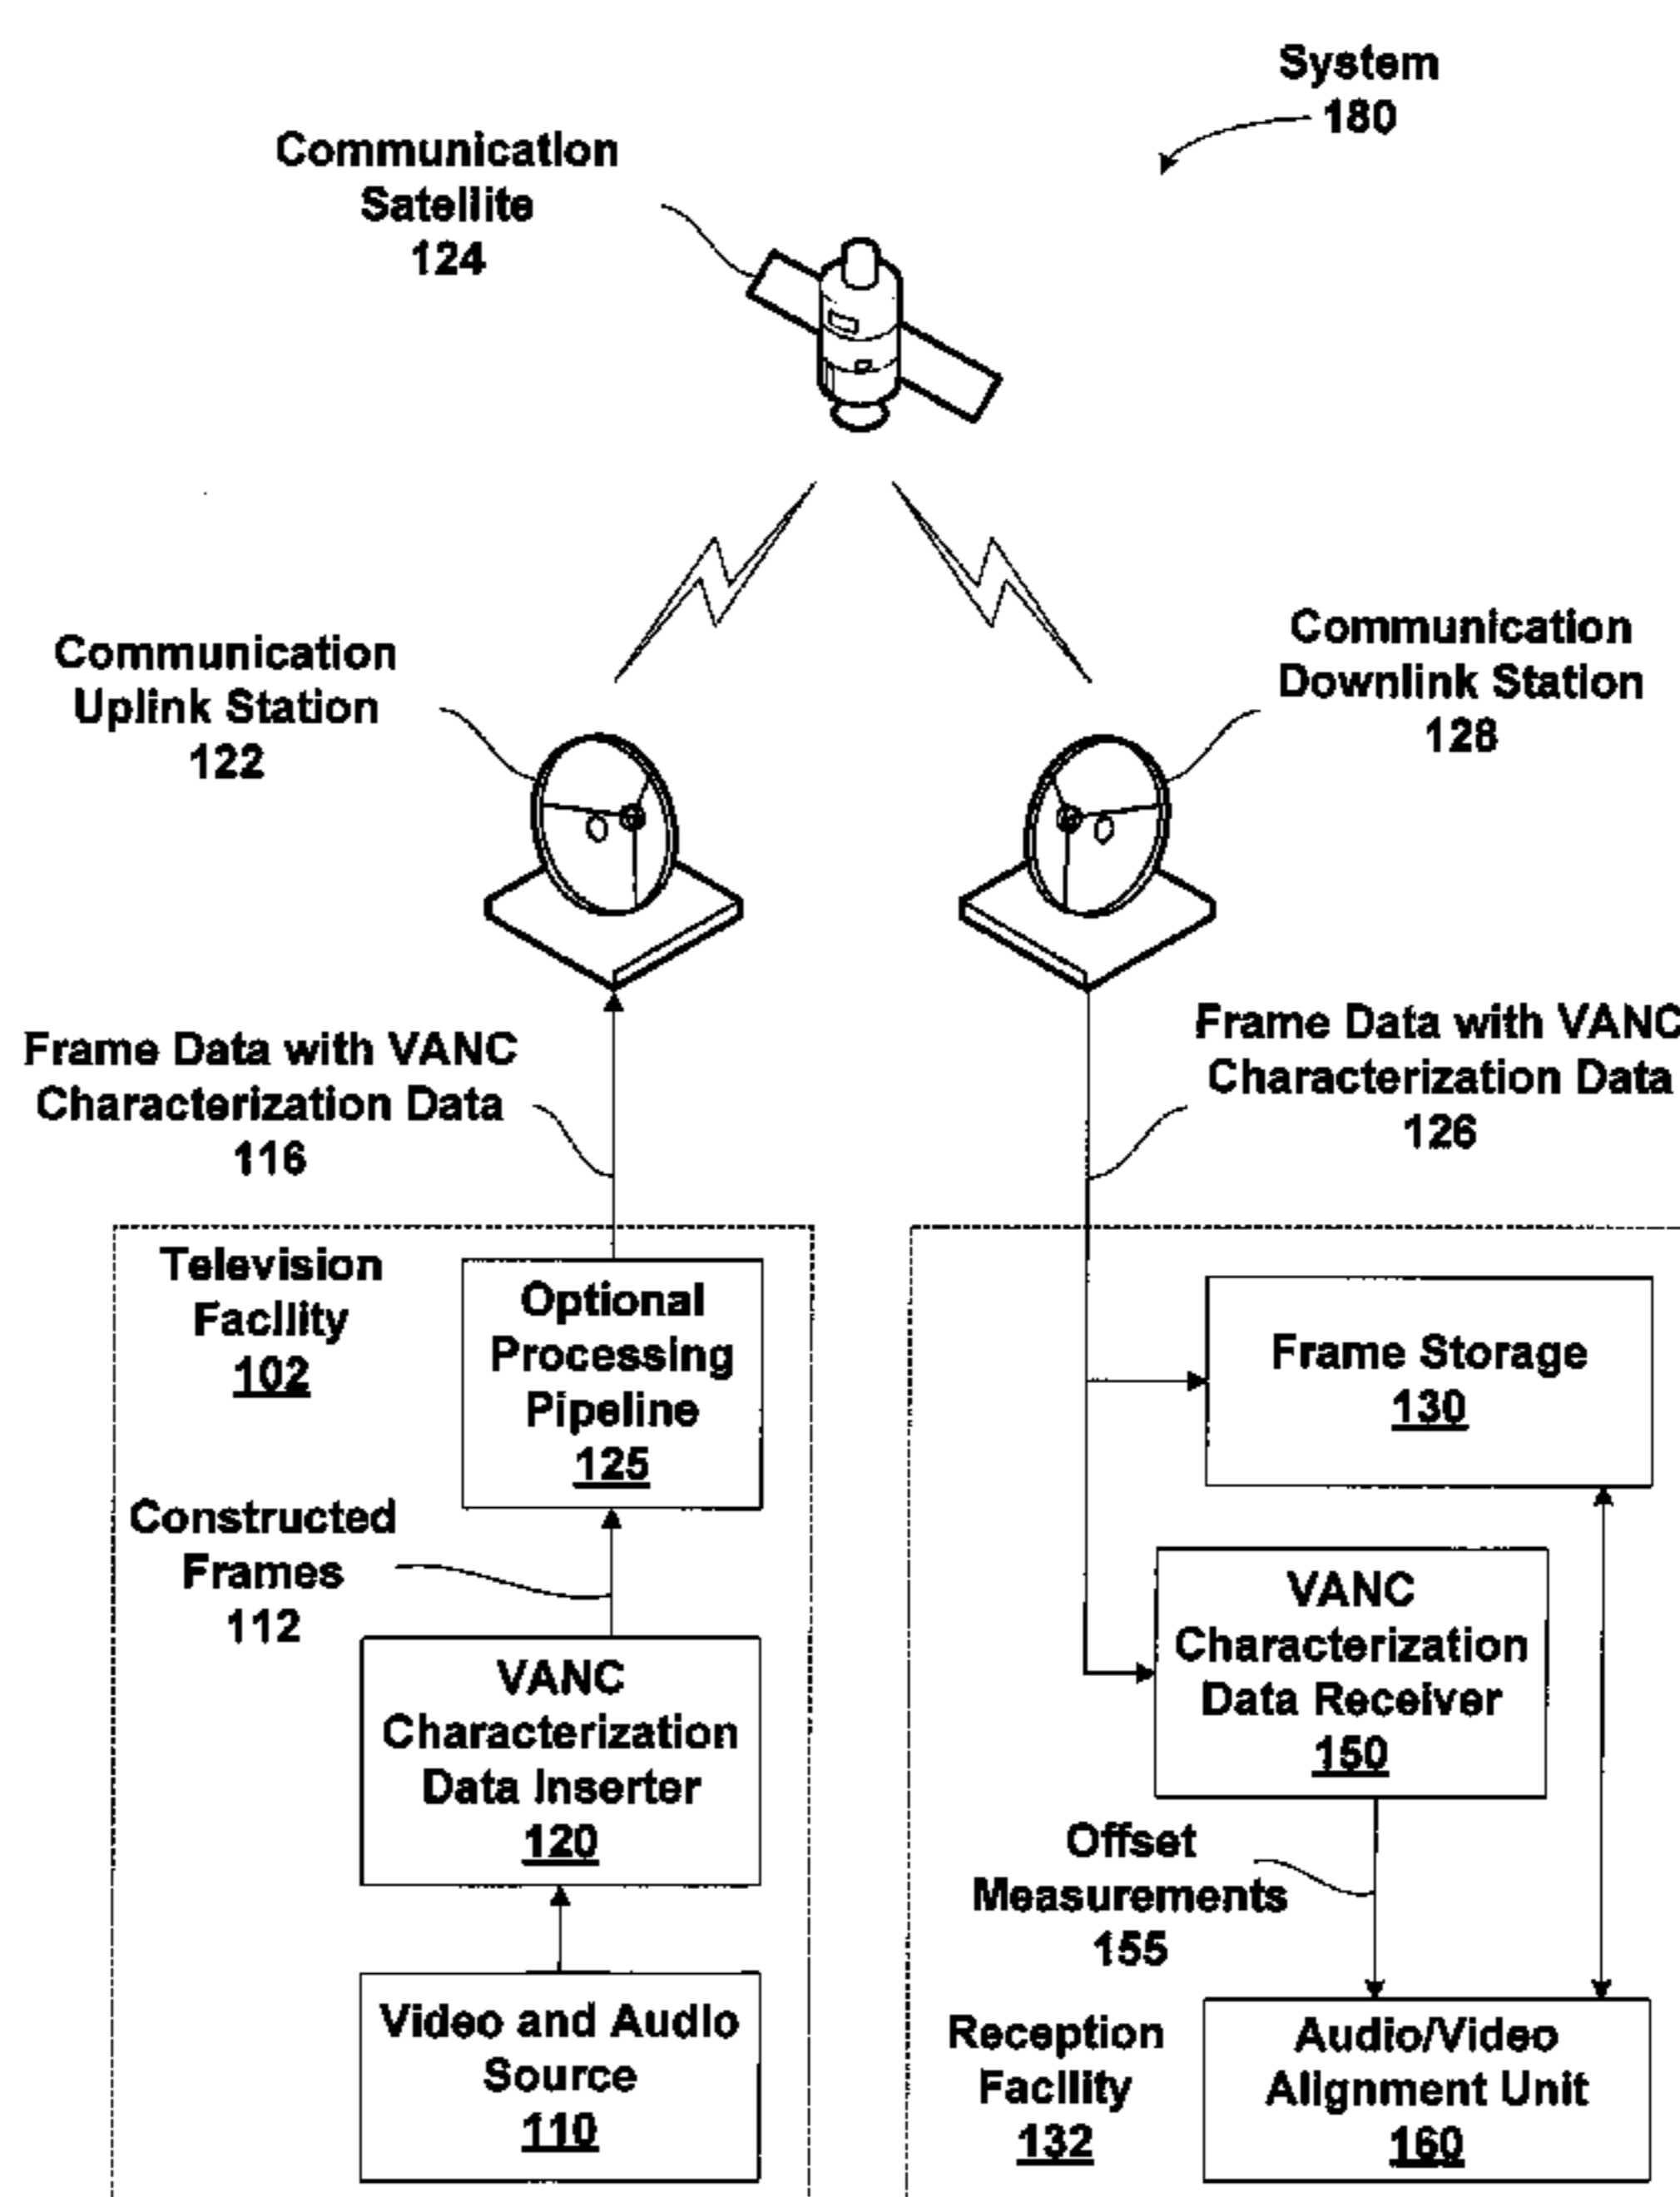 System
180
Communication
Satellite
124
Communication
Uplink Station
122
Communication
Downlink Station
128
Frame Data with VANC
Characterization Data
116
Frame Data with VANC
Characterization Data
126
Television
Facility
102
Optional
Processing
Pipeline
125
Constructed
Frames
112
VANC
Characterization
Data Inserter
120
Video and Audio
Source
110
Frame Storage
130
VANC
Characterization
Data Receiver
150
Offset
Measurements
155
Reception
Facility
132
Audio/Video
Alignment Unit
160